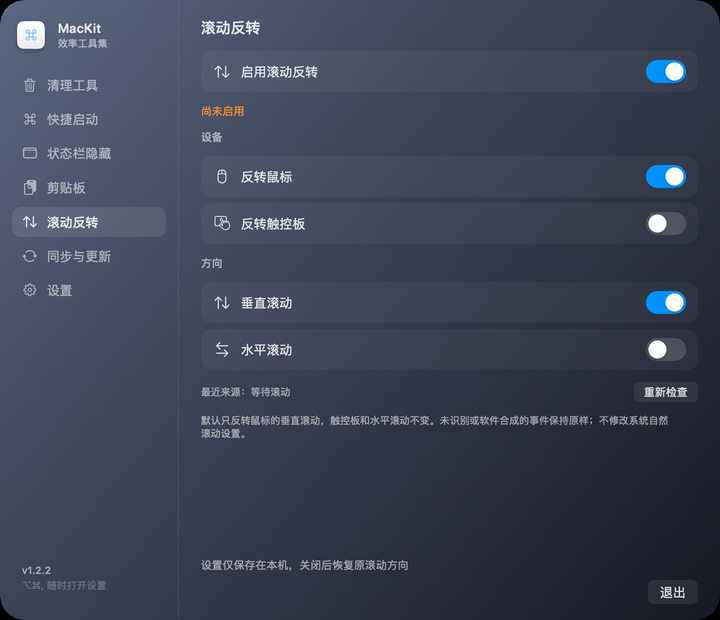 MacKit
效率工具集
清理工具
快捷启动
状态栏隐藏
剪贴板
滚动反转
同步与更新
设置
v1.2.2
⌥⌘, 随时打开设置
滚动反转
启用滚动反转
尚未启用
设备
反转鼠标
反转触控板
方向
垂直滚动
水平滚动
最近来源：等待滚动
重新检查
默认只反转鼠标的垂直滚动，触控板和水平滚动不变。未识别或软件合成的事件保持原样；不修改系统自然
滚动设置。
设置仅保存在本机，关闭后恢复原滚动方向
退出